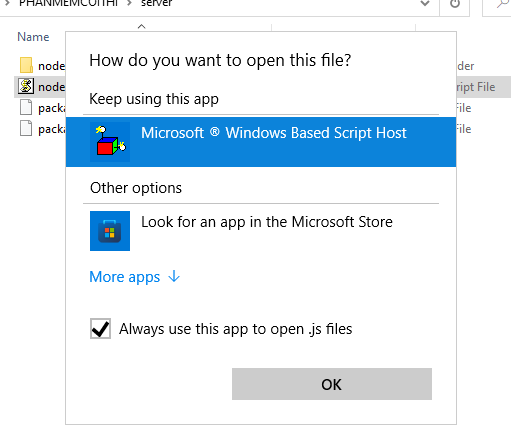 PHANMEMCOITHI > server
Name
How do you want to open this file?
node
der
node
ript File
Keep using this app
packa
File
packa
File
Microsoft ® Windows Based Script Host
Other options
Look for an app in the Microsoft Store
More apps
Always use this app to open .js files
OK